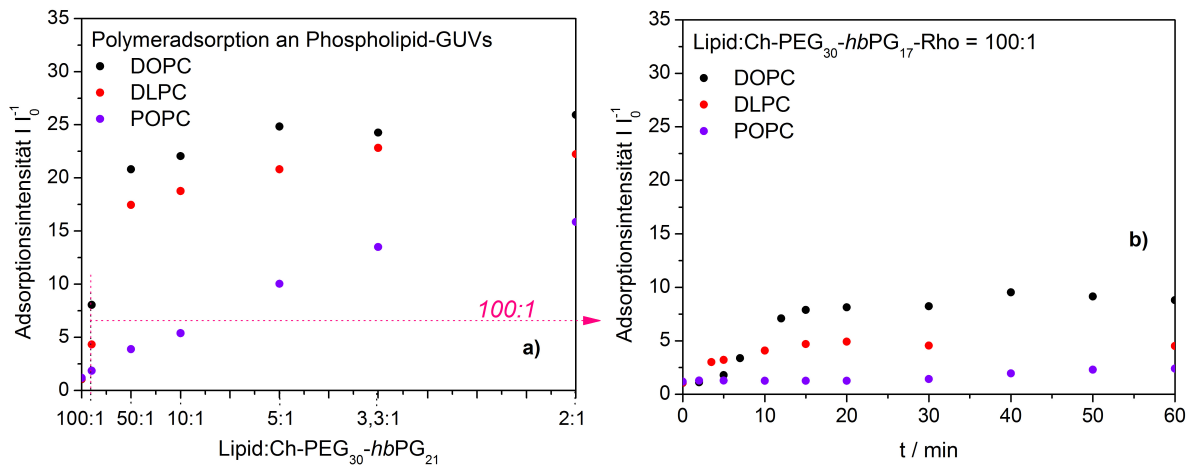 Polymeradsorption an Phospholipid-GUVs
DOPC
DLPC
POPC
Adsorptionsintensität I I₀⁻¹
35
30
25
20
15
10
5
0
100:1
a)
100:1 50:1 10:1 5:1 3,3:1 2:1
Lipid:Ch-PEG₃₀-hbPG₂₁
Lipid:Ch-PEG₃₀-hbPG₁₇-Rho = 100:1
DOPC
DLPC
POPC
Adsorptionsintensität I I₀⁻¹
35
30
25
20
15
10
5
0
b)
0 10 20 30 40 50 60
t / min